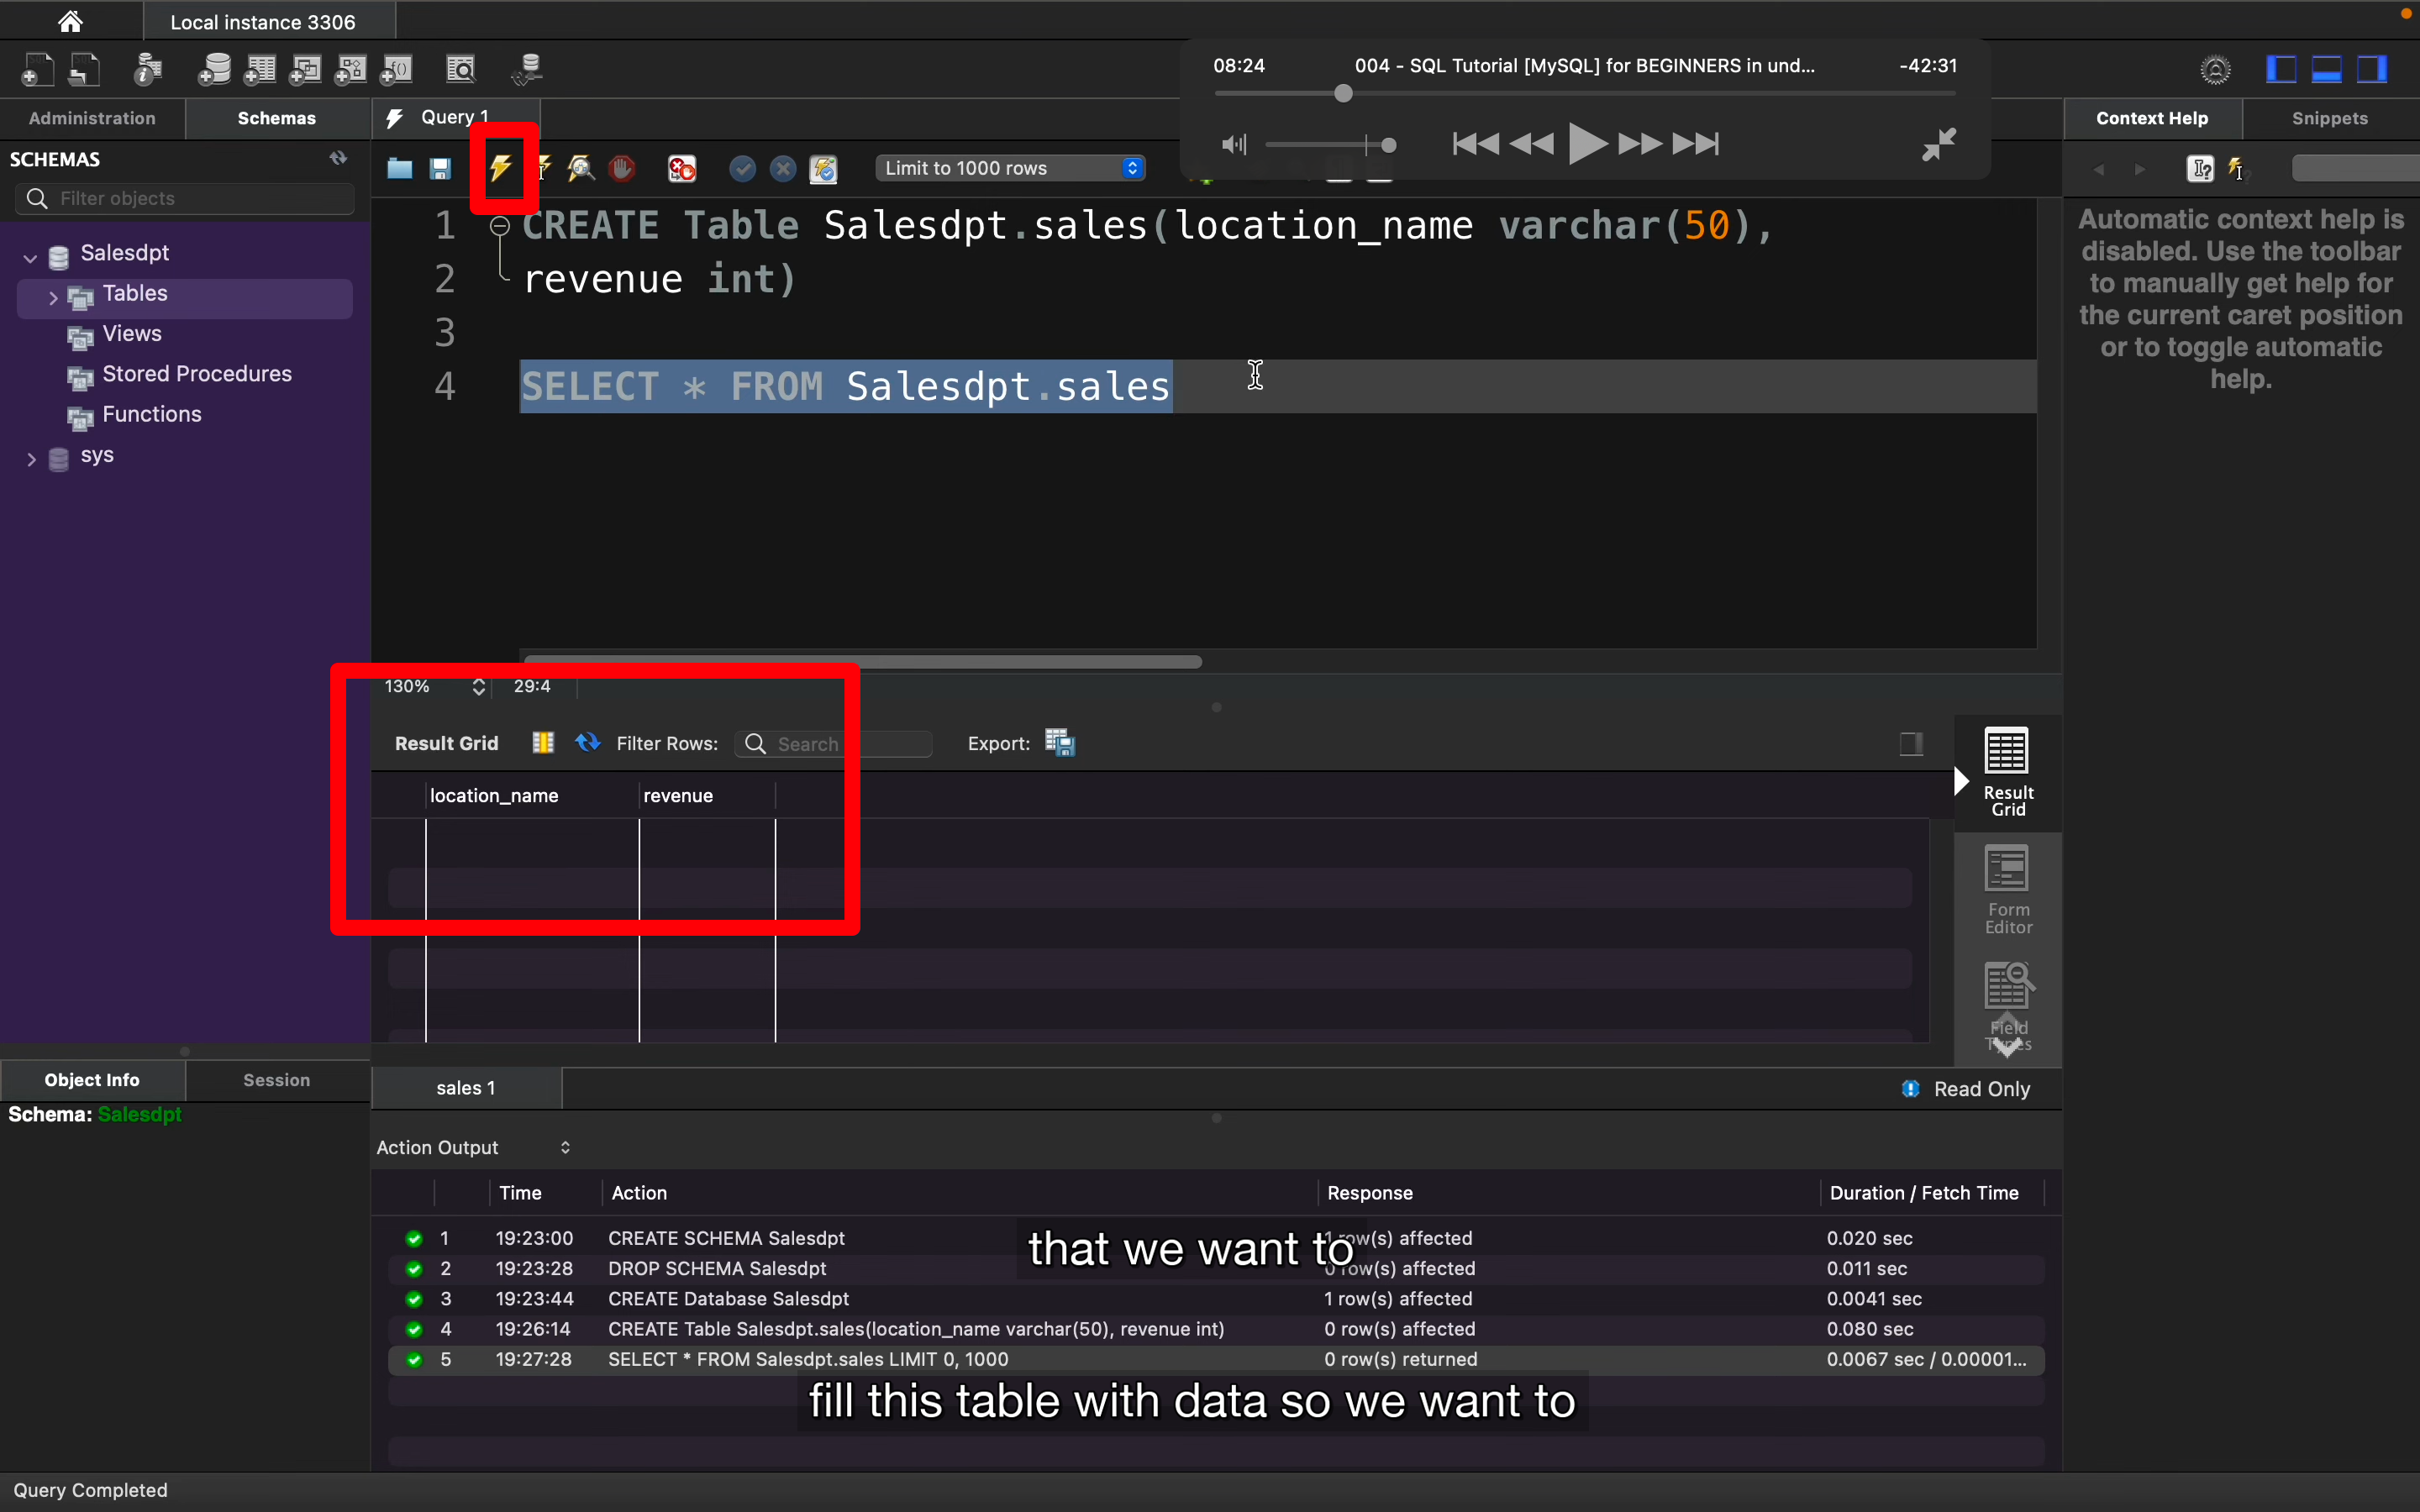 Local instance 3306
08:24
004 - SQL Tutorial [MySQL] for BEGINNERS in und...
-42:31
Administration
Schemas
Query 1
Context Help
Snippets
SCHEMAS
Limit to 1000 rows
Filter objects
Salesdpt
Tables
Views
Stored Procedures
Functions
sys
1 CREATE Table Salesdpt.sales(location_name varchar(50),
2 revenue int)
3
4 SELECT * FROM Salesdpt.sales
Automatic context help is
disabled. Use the toolbar
to manually get help for
the current caret position
or to toggle automatic
help.
130%
29:4
Result Grid
Filter Rows:
Search
Export:
location_name
revenue
Result
Grid
Form
Editor
Field
Types
Object Info
Session
Schema: Salesdpt
sales 1
Read Only
Action Output
Time Action Response Duration / Fetch Time
1 19:23:00 CREATE SCHEMA Salesdpt 1 row(s) affected 0.020 sec
2 19:23:28 DROP SCHEMA Salesdpt 0 row(s) affected 0.011 sec
3 19:23:44 CREATE Database Salesdpt 1 row(s) affected 0.0041 sec
4 19:26:14 CREATE Table Salesdpt.sales(location_name varchar(50), revenue int) 0 row(s) affected 0.080 sec
5 19:27:28 SELECT * FROM Salesdpt.sales LIMIT 0, 1000 0 row(s) returned 0.0067 sec / 0.00001...
that we want to
fill this table with data so we want to
Query Completed